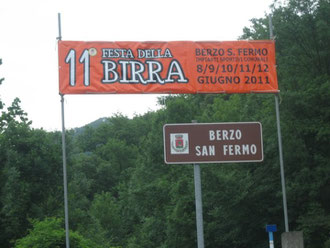 11ª FESTA DELLA
BIRRA
BERZO S. FERMO
8/9/10/11/12
GIUGNO 2011
BERZO
SAN FERMO